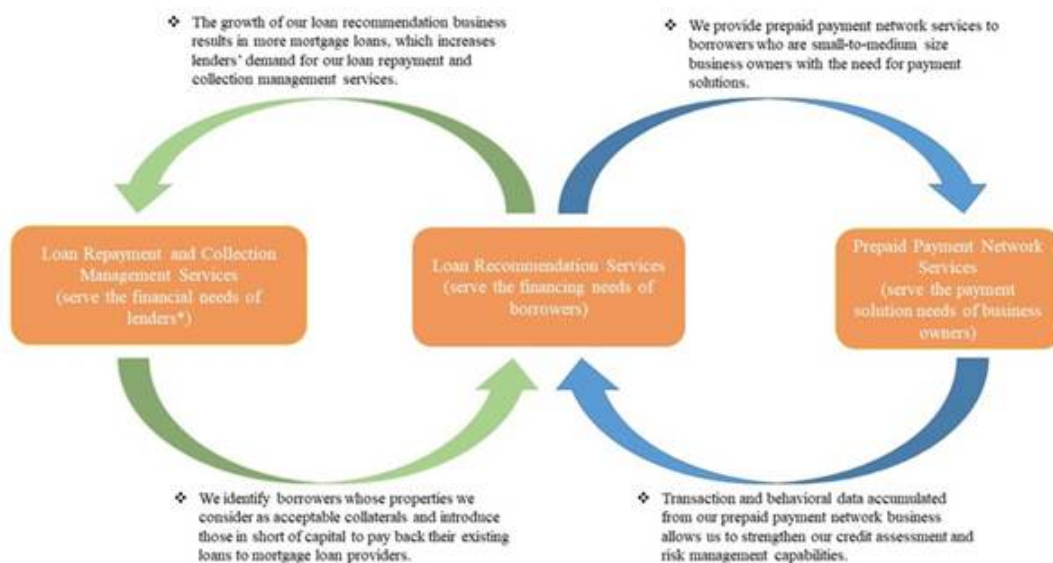 ❖ The growth of our loan recommendation business
results in more mortgage loans, which increases
lenders' demand for our loan repayment and
collection management services.
❖ We provide prepaid payment network services to
borrowers who are small-to-medium size
business owners with the need for payment
solutions.
Loan Repayment and Collection
Management Services
(serve the financial needs of
lenders*)
Loan Recommendation Services
(serve the financing needs of
borrowers)
Prepaid Payment Network
Services
(serve the payment
solution needs of business
owners)
❖ We identify borrowers whose properties we
consider as acceptable collaterals and introduce
those in short of capital to pay back their existing
loans to mortgage loan providers.
❖ Transaction and behavioral data accumulated
from our prepaid payment network business
allows us to strengthen our credit assessment and
risk management capabilities.